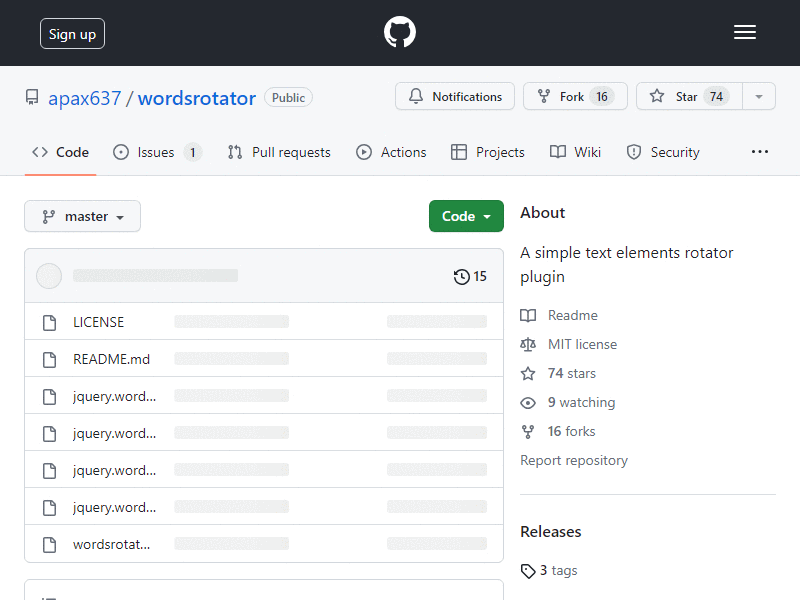 Sign up
apax637 / wordsrotator Public
Notifications Fork 16 Star 74
Code Issues 1 Pull requests Actions Projects Wiki Security
master
Code
15
LICENSE
README.md
jquery.word...
jquery.word...
jquery.word...
jquery.word...
wordsrotat...
About
A simple text elements rotator
plugin
Readme
MIT license
74 stars
9 watching
16 forks
Report repository
Releases
3 tags